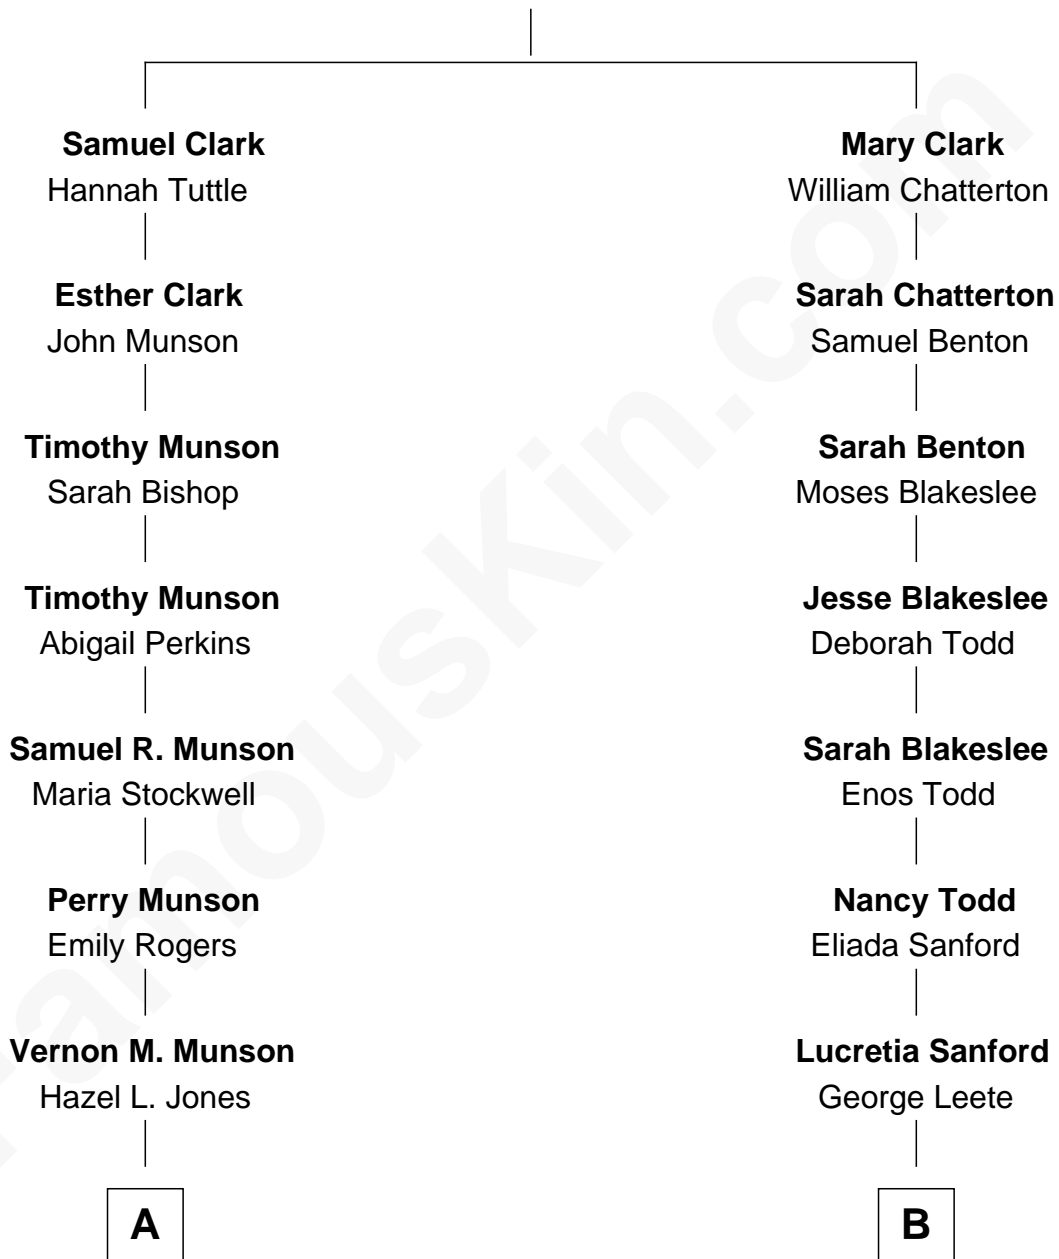 Samuel Clark
Hannah Tuttle
Esther Clark
John Munson
Timothy Munson
Sarah Bishop
Timothy Munson
Abigail Perkins
Samuel R. Munson
Maria Stockwell
Perry Munson
Emily Rogers
Vernon M. Munson
Hazel L. Jones
A
Mary Clark
William Chatterton
Sarah Chatterton
Samuel Benton
Sarah Benton
Moses Blakeslee
Jesse Blakeslee
Deborah Todd
Sarah Blakeslee
Enos Todd
Nancy Todd
Eliada Sanford
Lucretia Sanford
George Leete
B
FamousKin.com